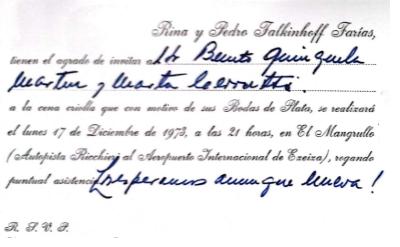 Rina y Pedro Talkinhoff Farías,
tienen el agrado de invitar a Dr Benito Quinquela
Martin y Marta Cerrutti.
a la cena criolla que con motivo de sus Bodas de Plata, se realizará
el lunes 17 de Diciembre de 1973, a las 21 horas, en El Mangrullo
(Autopista Ricchieri al Aeropuerto Internacional de Ezeiza), rogando
puntual asistencia Los esperamos aunque llueva!
R. S. V. P.